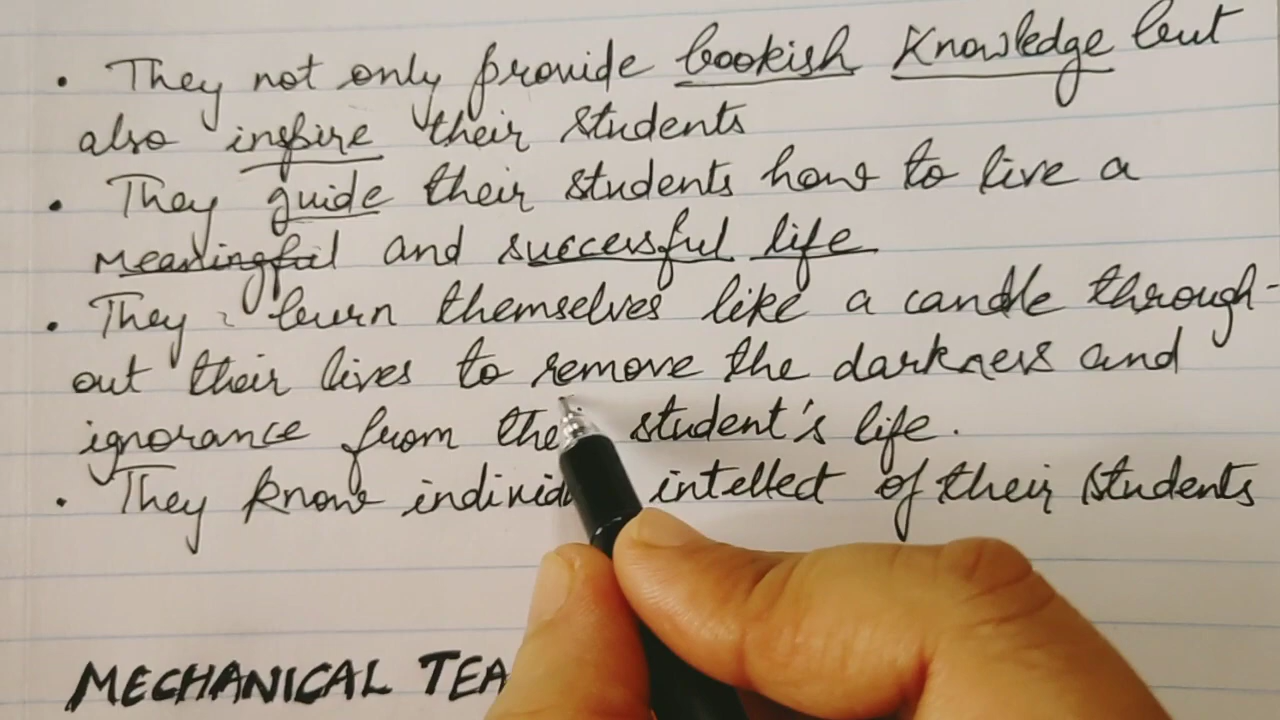 • They not only provide bookish Knowledge but
also inspire their students
• They guide their students how to live a
meaningful and successful life
• They burn themselves like a candle through-
out their lives to remove the darkness and
ignorance from the student's life.
• They know intellect of their students
MECHANICAL